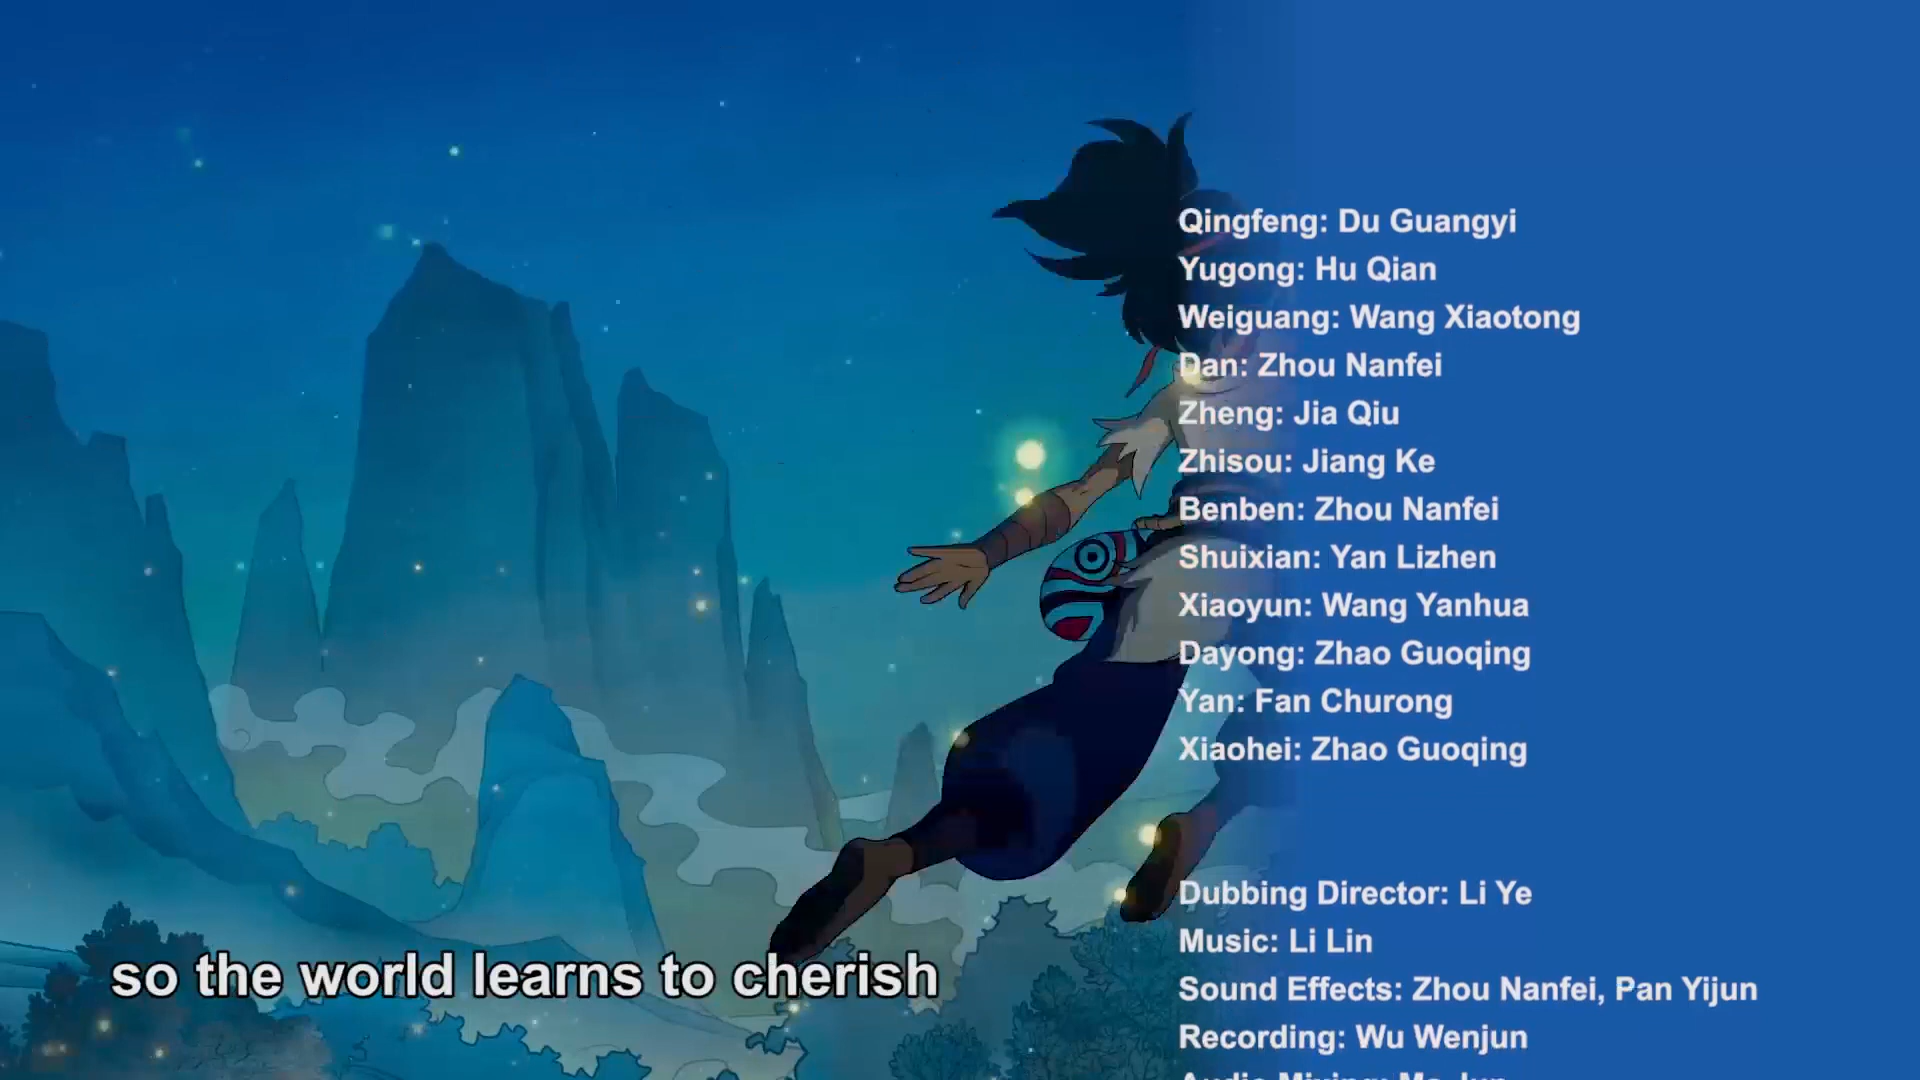 Qingfeng: Du Guangyi
Yugong: Hu Qian
Weiguang: Wang Xiaotong
Dan: Zhou Nanfei
Zheng: Jia Qiu
Zhisou: Jiang Ke
Benben: Zhou Nanfei
Shuixian: Yan Lizhen
Xiaoyun: Wang Yanhua
Dayong: Zhao Guoqing
Yan: Fan Churong
Xiaohei: Zhao Guoqing
Dubbing Director: Li Ye
Music: Li Lin
Sound Effects: Zhou Nanfei, Pan Yijun
Recording: Wu Wenjun
so the world learns to cherish